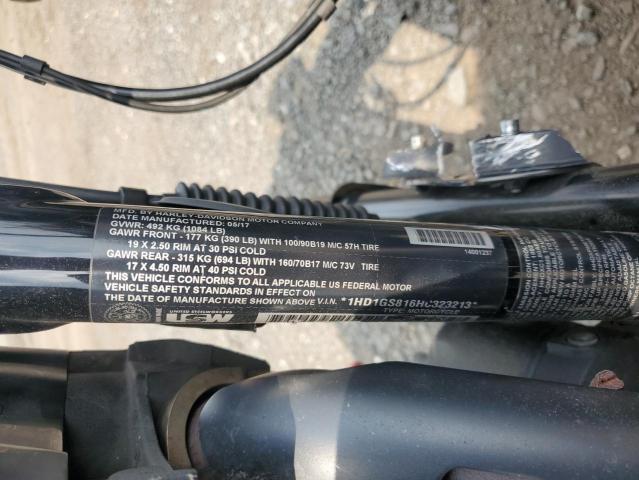 MFD. BY HARLEY-DAVIDSON MOTOR COMPANY
DATE MANUFACTURED: 05/17
GVWR: 492 KG (1084 LB)
GAWR FRONT - 177 KG (390 LB) WITH 100/90B19 M/C 57H TIRE
19 X 2.50 RIM AT 30 PSI COLD
GAWR REAR - 315 KG (694 LB) WITH 160/70B17 M/C 73V TIRE
17 X 4.50 RIM AT 40 PSI COLD
THIS VEHICLE CONFORMS TO ALL APPLICABLE US FEDERAL MOTOR
VEHICLE SAFETY STANDARDS IN EFFECT ON
THE DATE OF MANUFACTURE SHOWN ABOVE V.I.N. *1HD1GS816HC323213*
TYPE: MOTORCYCLE
14001237
UNITED STEELWORKERS